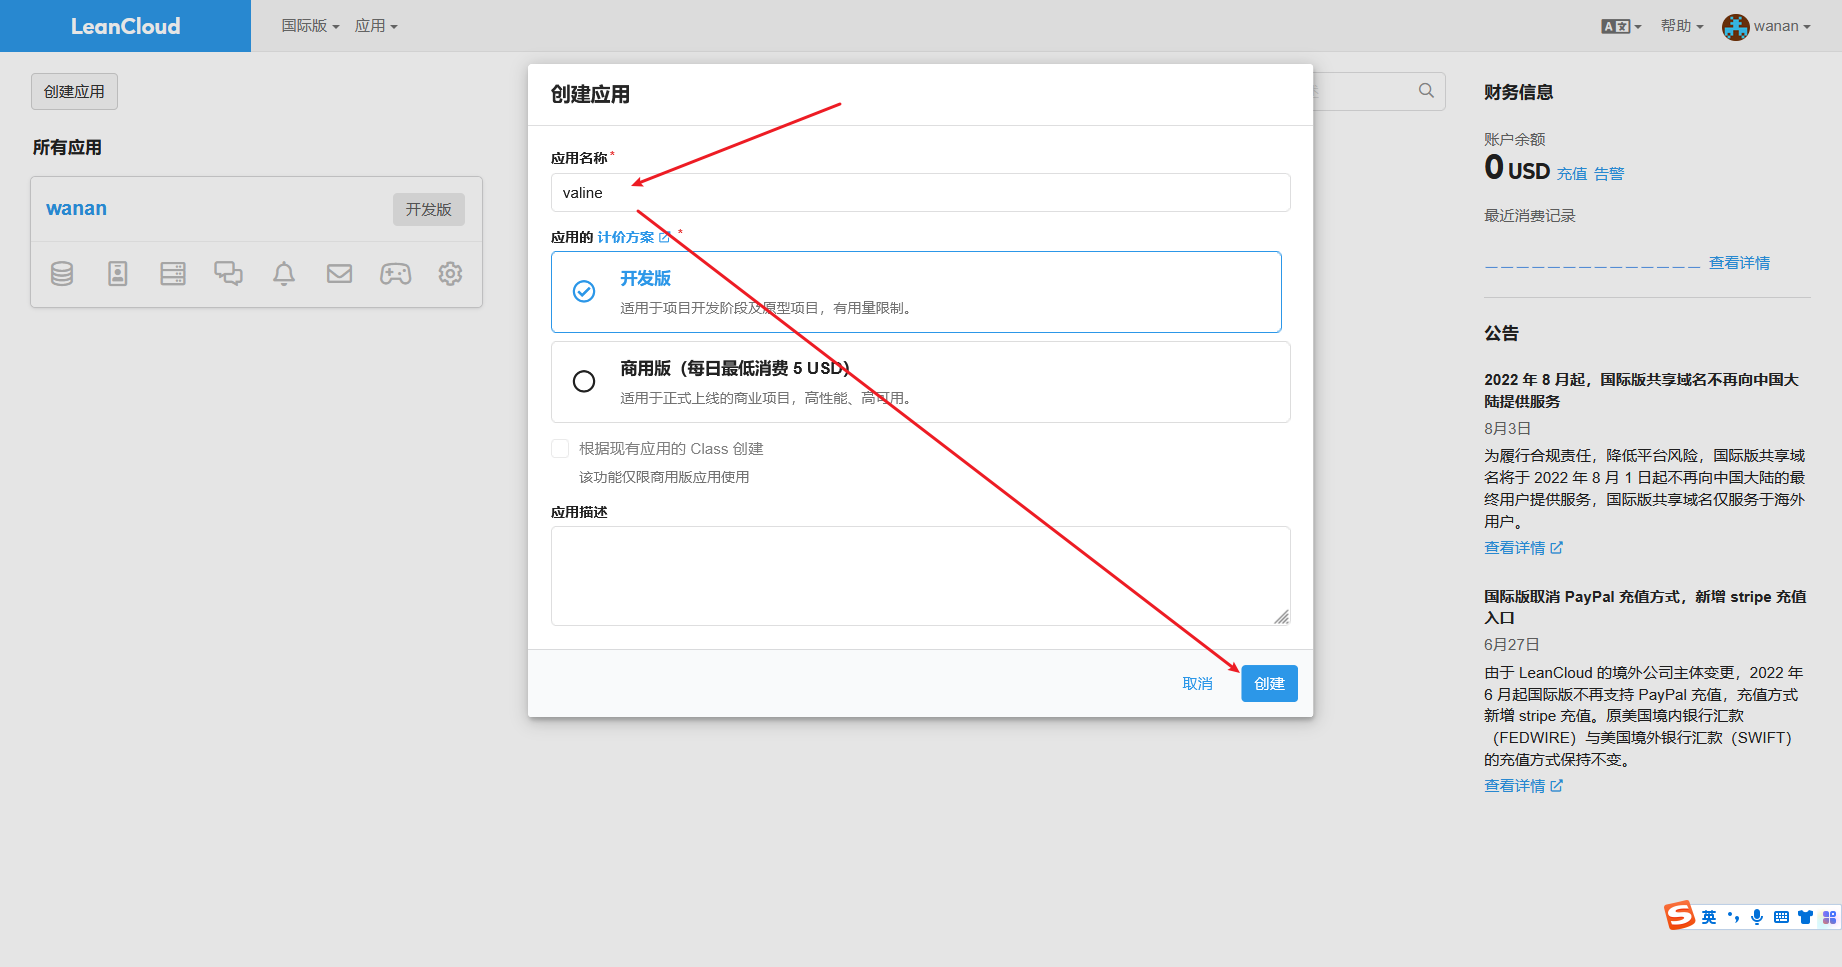 LeanCloud
国际版
应用
帮助
wanan
创建应用
所有应用
wanan
开发版
创建应用
应用名称*
valine
应用的 计价方案 *
开发版
适用于项目开发阶段及原型项目，有用量限制。
商用版（每日最低消费 5 USD）
适用于正式上线的商业项目，高性能、高可用。
根据现有应用的 Class 创建
该功能仅限商用版应用使用
应用描述
取消
创建
财务信息
账户余额
0 USD 充值 告警
最近消费记录
查看详情
公告
2022 年 8 月起，国际版共享域名不再向中国大
陆提供服务
8月3日
为履行合规责任，降低平台风险，国际版共享域
名将于 2022 年 8 月 1 日起不再向中国大陆的最
终用户提供服务，国际版共享域名仅服务于海外
用户。
查看详情
国际版取消 PayPal 充值方式，新增 stripe 充值
入口
6月27日
由于 LeanCloud 的境外公司主体变更，2022 年
6 月起国际版不再支持 PayPal 充值，充值方式
新增 stripe 充值。原美国境内银行汇款
（FEDWIRE）与美国境外银行汇款（SWIFT）
的充值方式保持不变。
查看详情
英